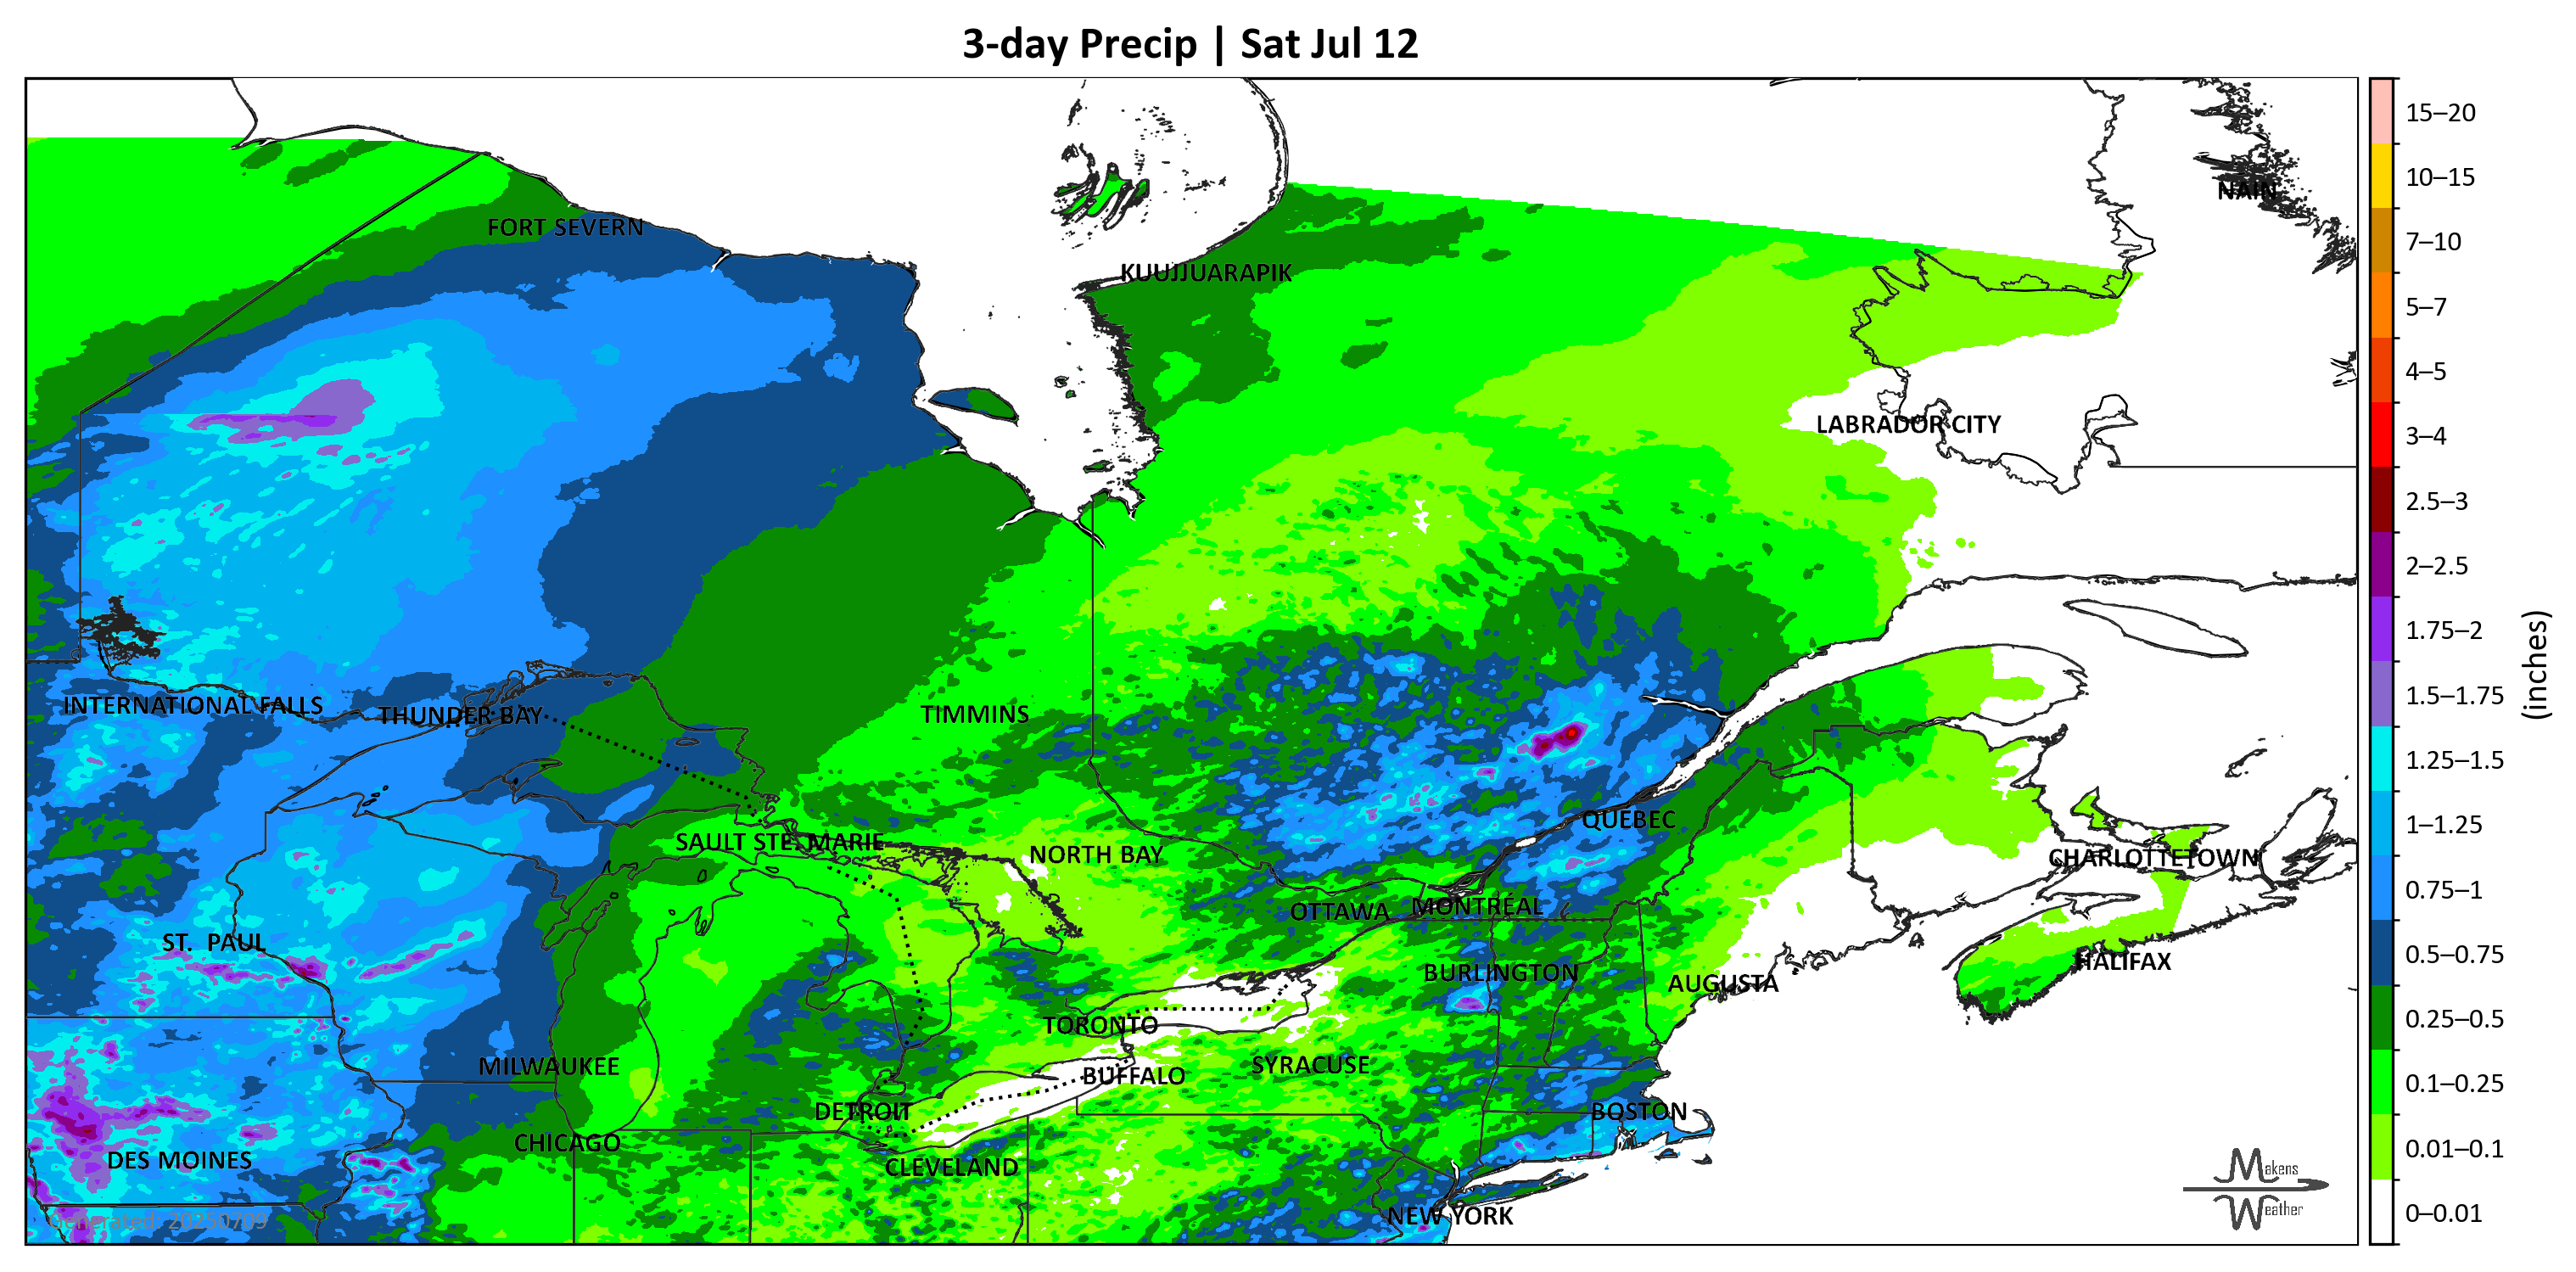 3-day Precip | Sat Jul 12
NAIN
FORT SEVERN
KUUJJUARAPIK
LABRADOR CITY
INTERNATIONAL FALLS
THUNDER BAY
TIMMINS
QUÉBEC
SAULT STE. MARIE
NORTH BAY
CHARLOTTETOWN
OTTAWA
MONTRÉAL
ST. PAUL
HALIFAX
BURLINGTON
AUGUSTA
TORONTO
MILWAUKEE
SYRACUSE
BUFFALO
DETROIT
BOSTON
CHICAGO
DES MOINES
CLEVELAND
NEW YORK
Generated: 20250709
Makens
Weather
15–20
10–15
7–10
5–7
4–5
3–4
2.5–3
2–2.5
1.75–2
1.5–1.75
1.25–1.5
1–1.25
0.75–1
0.5–0.75
0.25–0.5
0.1–0.25
0.01–0.1
0–0.01
(inches)